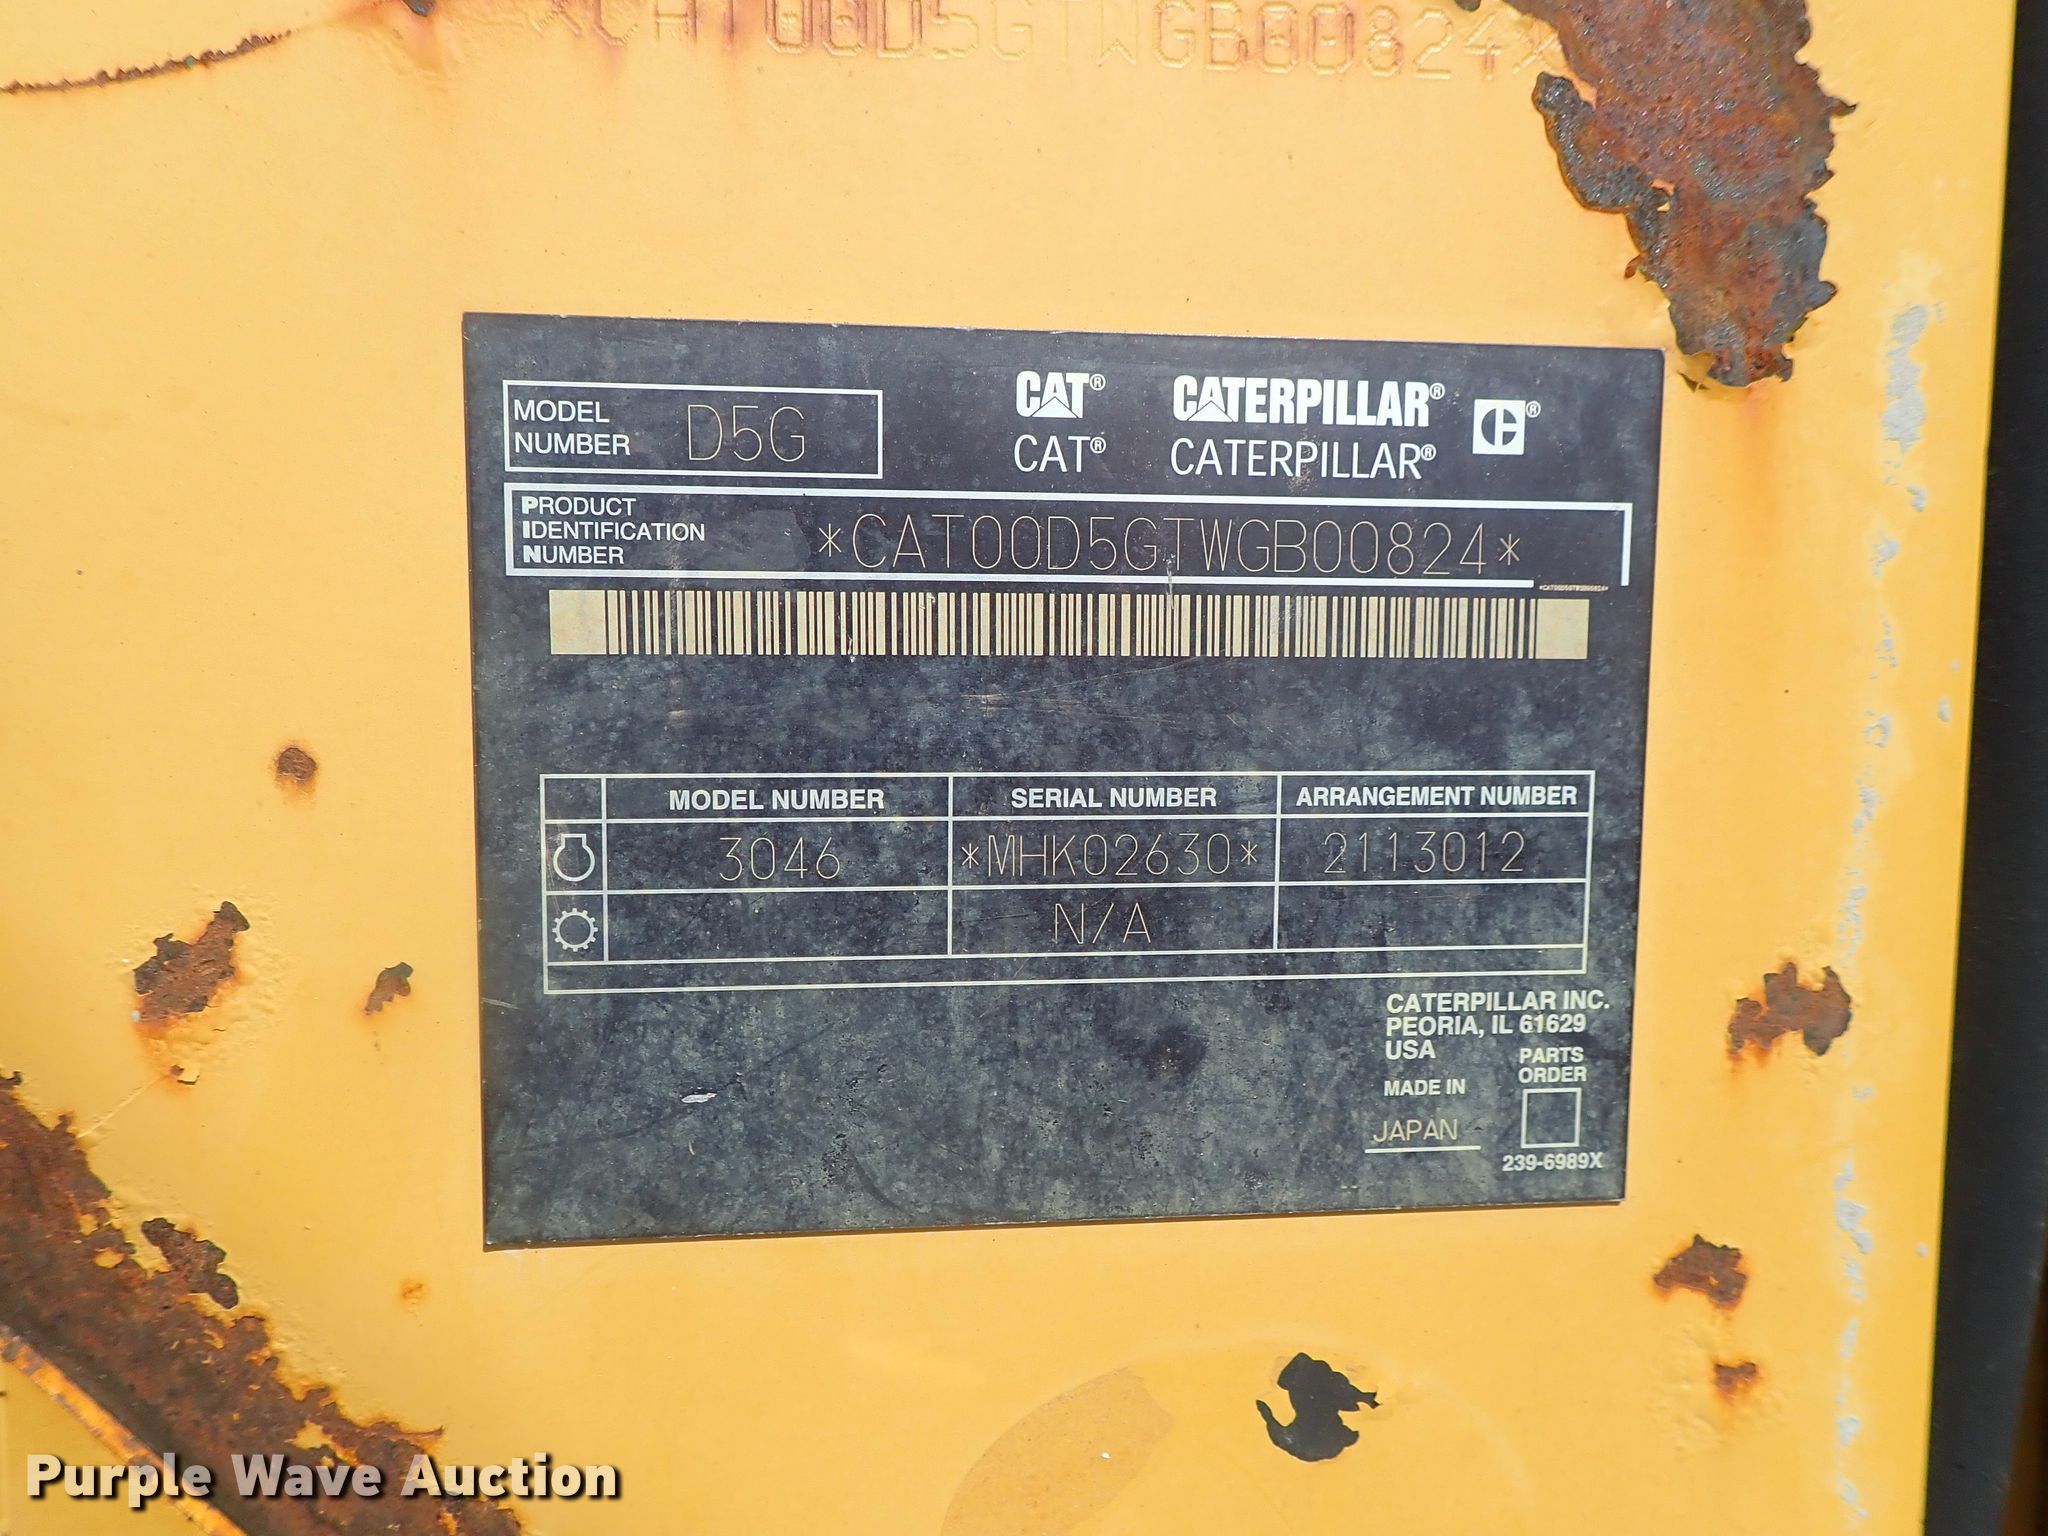 *CAT00D5GTWGB00824*
MODEL NUMBER D5G
CAT® CATERPILLAR® C®
CAT® CATERPILLAR®
PRODUCT IDENTIFICATION NUMBER *CAT00D5GTWGB00824*
*CAT00D5GTWGB00824*
MODEL NUMBER SERIAL NUMBER ARRANGEMENT NUMBER
3046 *MHK02630* 2113012
N/A
CATERPILLAR INC.
PEORIA, IL 61629
USA
PARTS ORDER
MADE IN
JAPAN
239-6989X
Purple Wave Auction